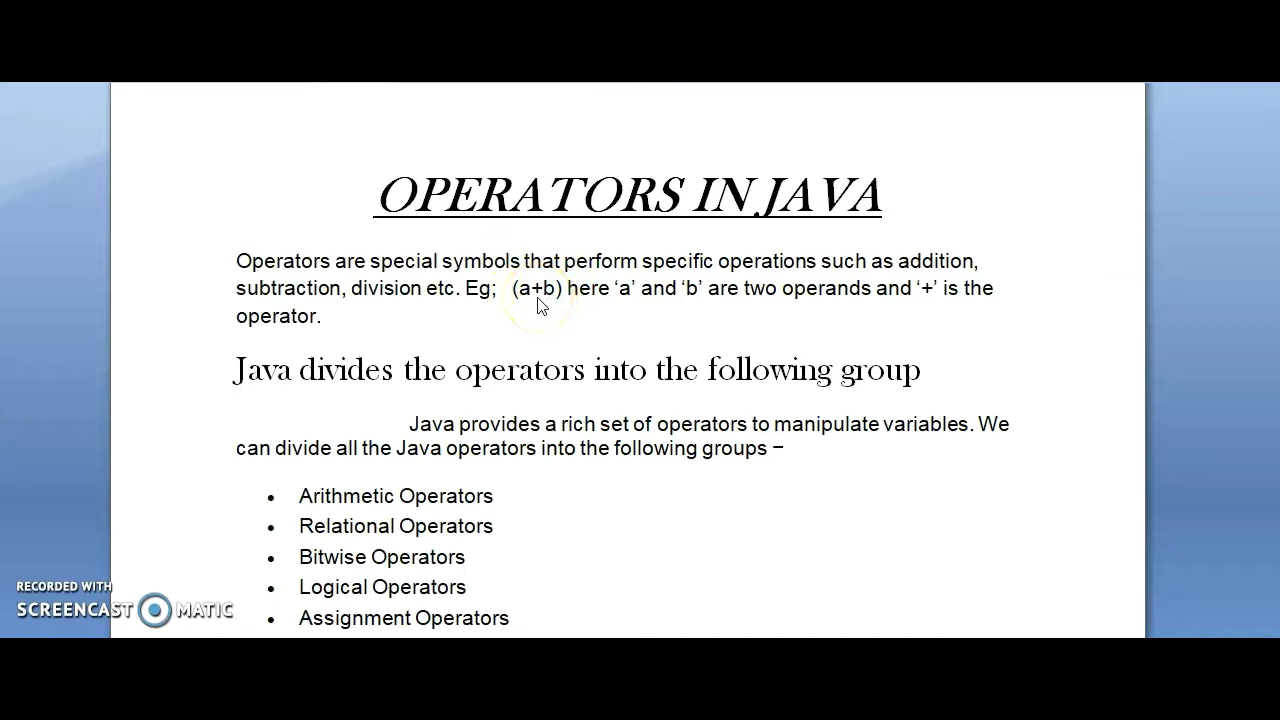 OPERATORS IN JAVA
Operators are special symbols that perform specific operations such as addition,
subtraction, division etc. Eg; (a+b) here ‘a’ and ‘b’ are two operands and ‘+’ is the
operator.
Java divides the operators into the following group
Java provides a rich set of operators to manipulate variables. We
can divide all the Java operators into the following groups −
• Arithmetic Operators
• Relational Operators
• Bitwise Operators
• Logical Operators
• Assignment Operators
RECORDED WITH
SCREENCAST MATIC